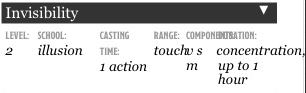 Invisibility ▼
LEVEL: SCHOOL: CASTING TIME: RANGE: COMPONENTS: DURATION:
2 illusion 1 action touch v s m concentration, up to 1 hour